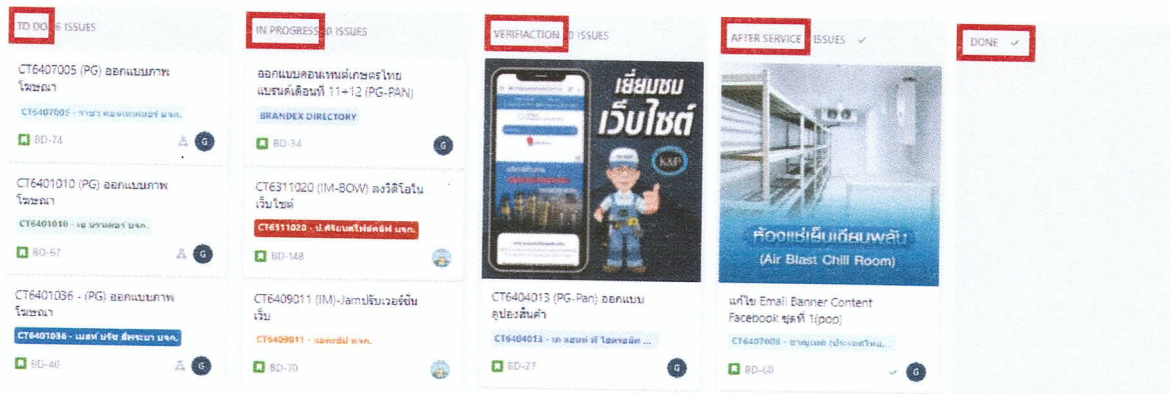 TO DO 6 ISSUES
CT6407005 (PG) ออกแบบภาพ
โฆษณา
BD-74
G
CT6401010 (PG) ออกแบบภาพ
โฆษณา
BD-67
G
CT6401036 - (PG) ออกแบบภาพ
โฆษณา
BD-40
G
IN PROGRESS ISSUES
ออกแบบคอนเทนต์เกษตรไทย
แบรนด์เดือนที่ 11+12 (PG-PAN)
BRANDEX DIRECTORY
BD-34
G
CT6311020 (IM-BOW) ลงวิดีโอใน
เว็บไซต์
BD-148
CT6409011 (IM)-Jamปรับเวอร์ชั่น
เว็บ
BD-70
VERIFIACTION ISSUES
เยี่ยมชม
เว็บไซต์
K&P
CT6404013 (PG-Pan) ออกแบบ
คูปองสินค้า
BD-27
G
AFTER SERVICE ISSUES
ห้องแช่เย็นเฉียบพลัน
(Air Blast Chill Room)
แก้ไข Email Banner Content
Facebook ชุดที่ 1(pop)
BD-60
G
DONE